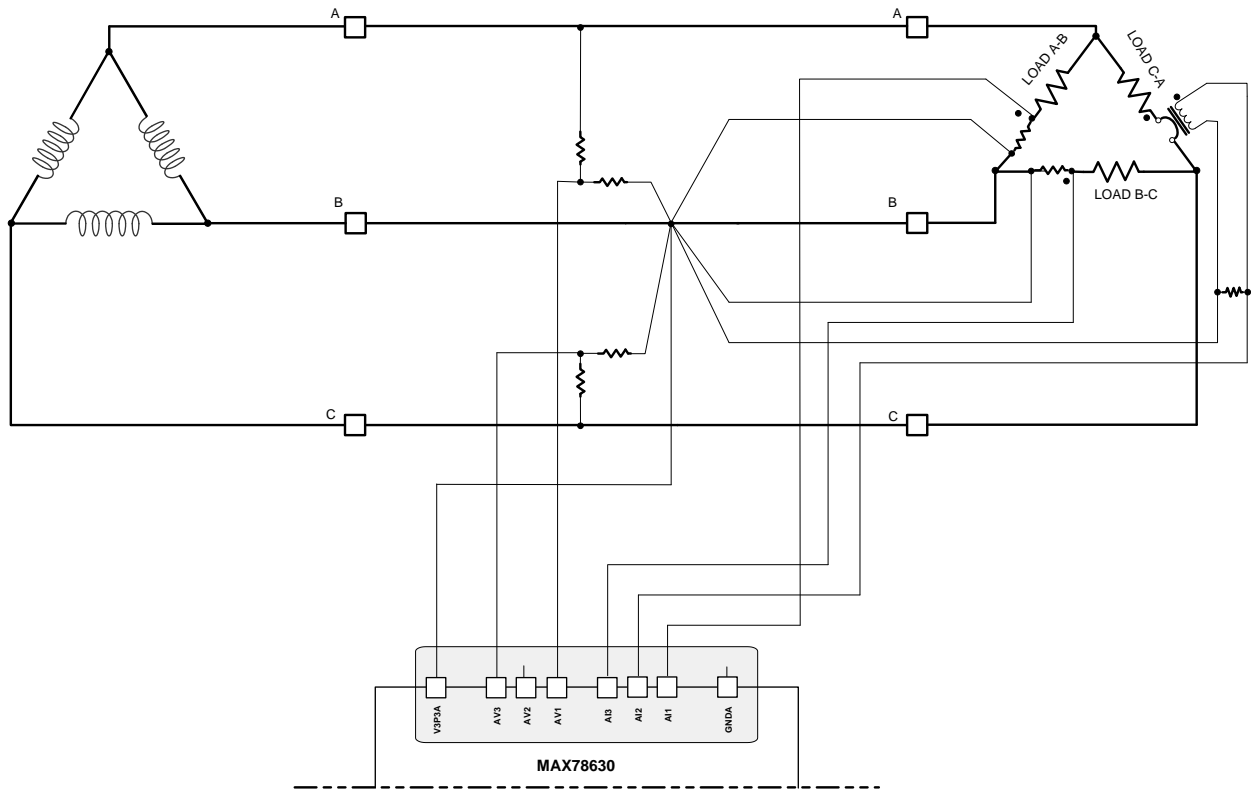 A
A
LOAD A-B
LOAD C-A
B
B
LOAD B-C
C
C
V3P3A
AV3
AV2
AV1
AI3
AI2
AI1
GNDA
MAX78630